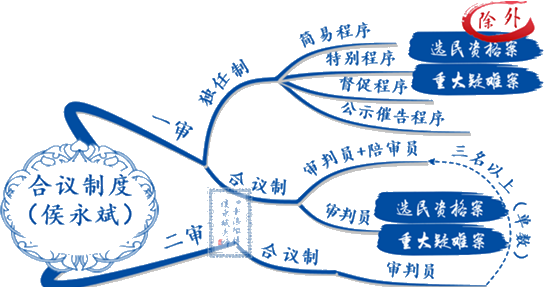 除外
简易程序
特别程序
选民资格案
重大疑难案
督促程序
公示催告程序
独任制
一审
合议制
审判员+陪审员
三名以上(单数)
审判员
选民资格案
重大疑难案
合议制度
(侯永斌)
二审
合议制
审判员